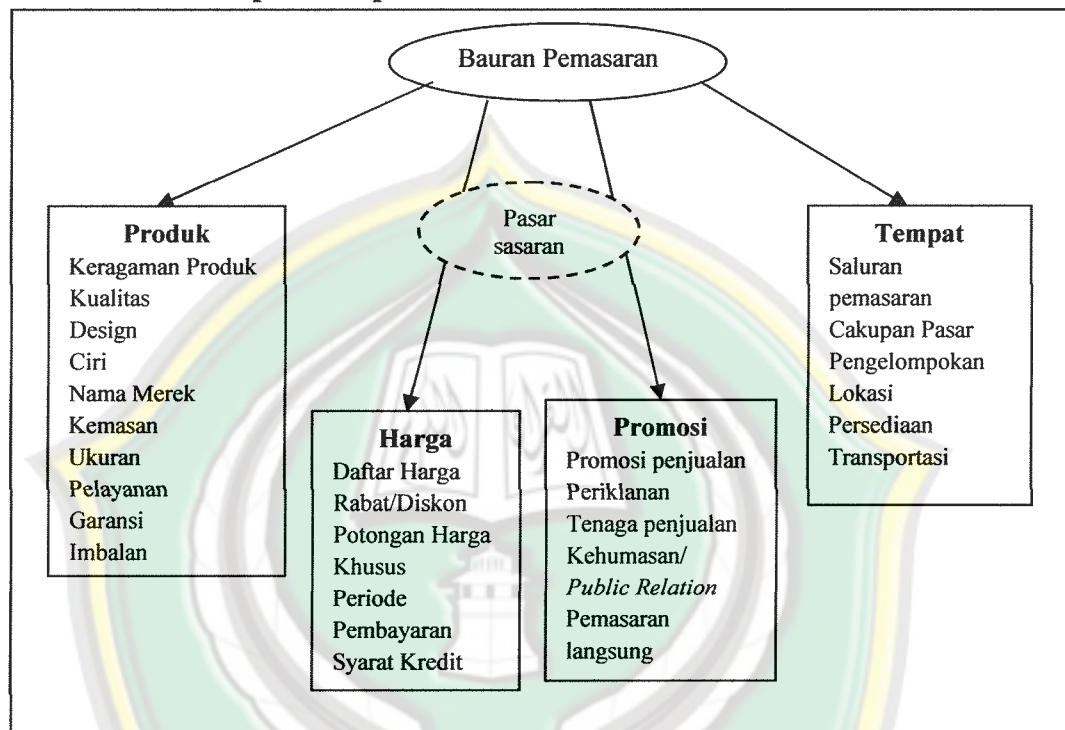 Bauran Pemasaran
Pasar
sasaran
Produk
Keragaman Produk
Kualitas
Design
Ciri
Nama Merek
Kemasan
Ukuran
Pelayanan
Garansi
Imbalan
Harga
Daftar Harga
Rabat/Diskon
Potongan Harga
Khusus
Periode
Pembayaran
Syarat Kredit
Promosi
Promosi penjualan
Periklanan
Tenaga penjualan
Kehumasan/
Public Relation
Pemasaran
langsung
Tempat
Saluran
pemasaran
Cakupan Pasar
Pengelompokan
Lokasi
Persediaan
Transportasi